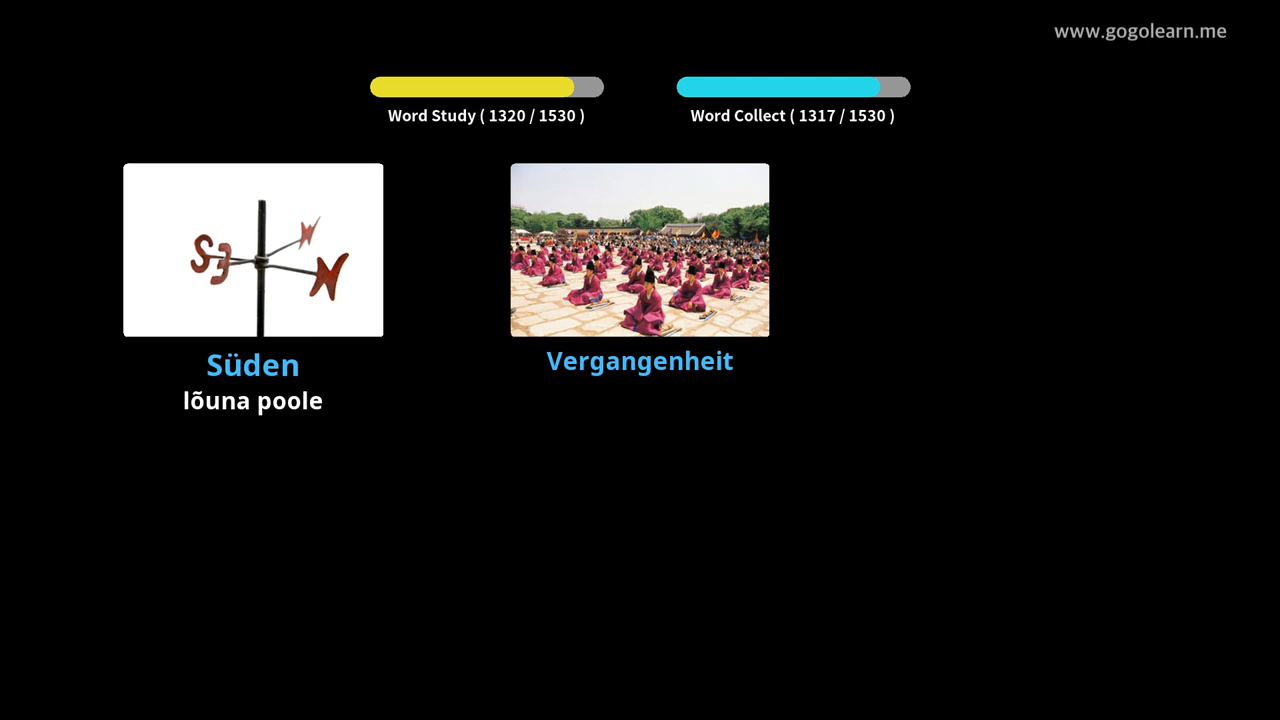 www.gogolearn.me
Word Study ( 1320 / 1530 )
Word Collect ( 1317 / 1530 )
S
E
W
N
Süden
lõuna poole
Vergangenheit